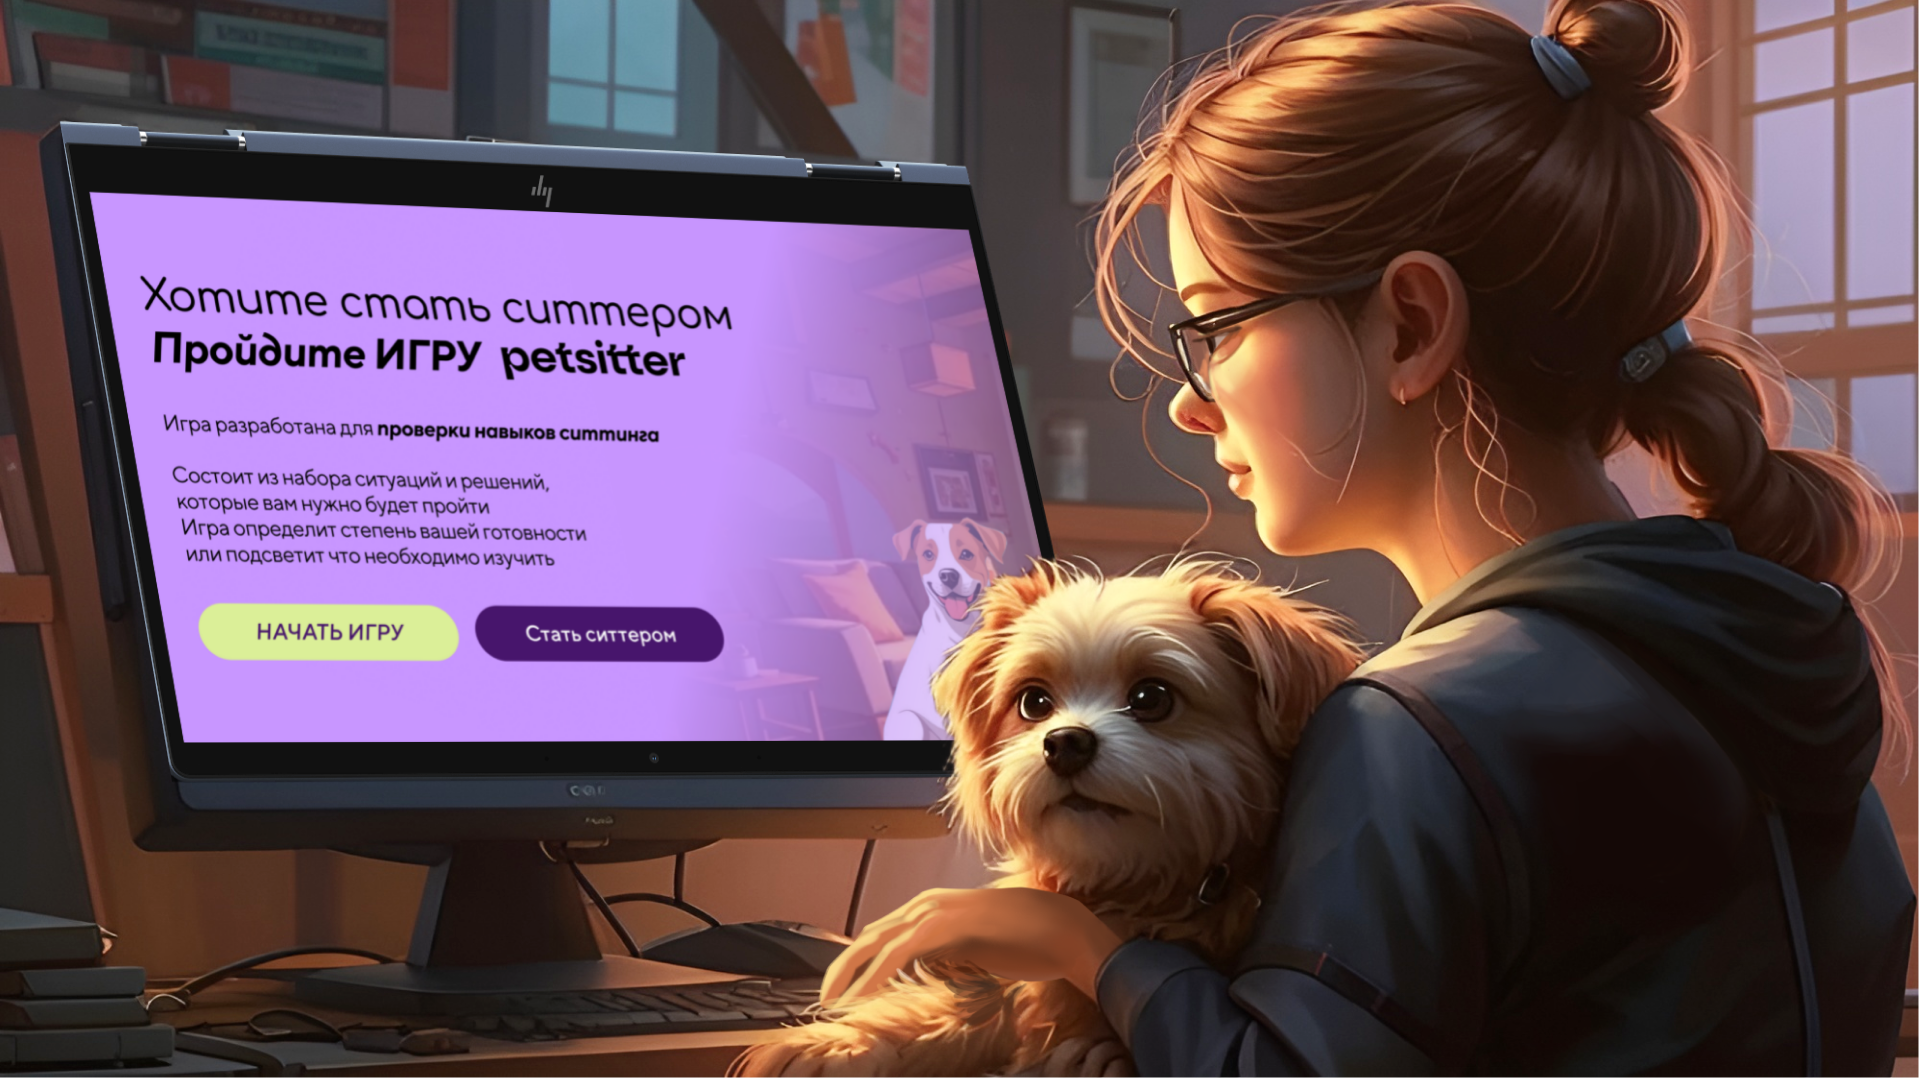 Хотите стать ситтером
Пройдите ИГРУ petsitter
Игра разработана для проверки навыков ситтинга
Состоит из набора ситуаций и решений,
которые вам нужно будет пройти
Игра определит степень вашей готовности
или подсветит что необходимо изучить
НАЧАТЬ ИГРУ
Стать ситтером